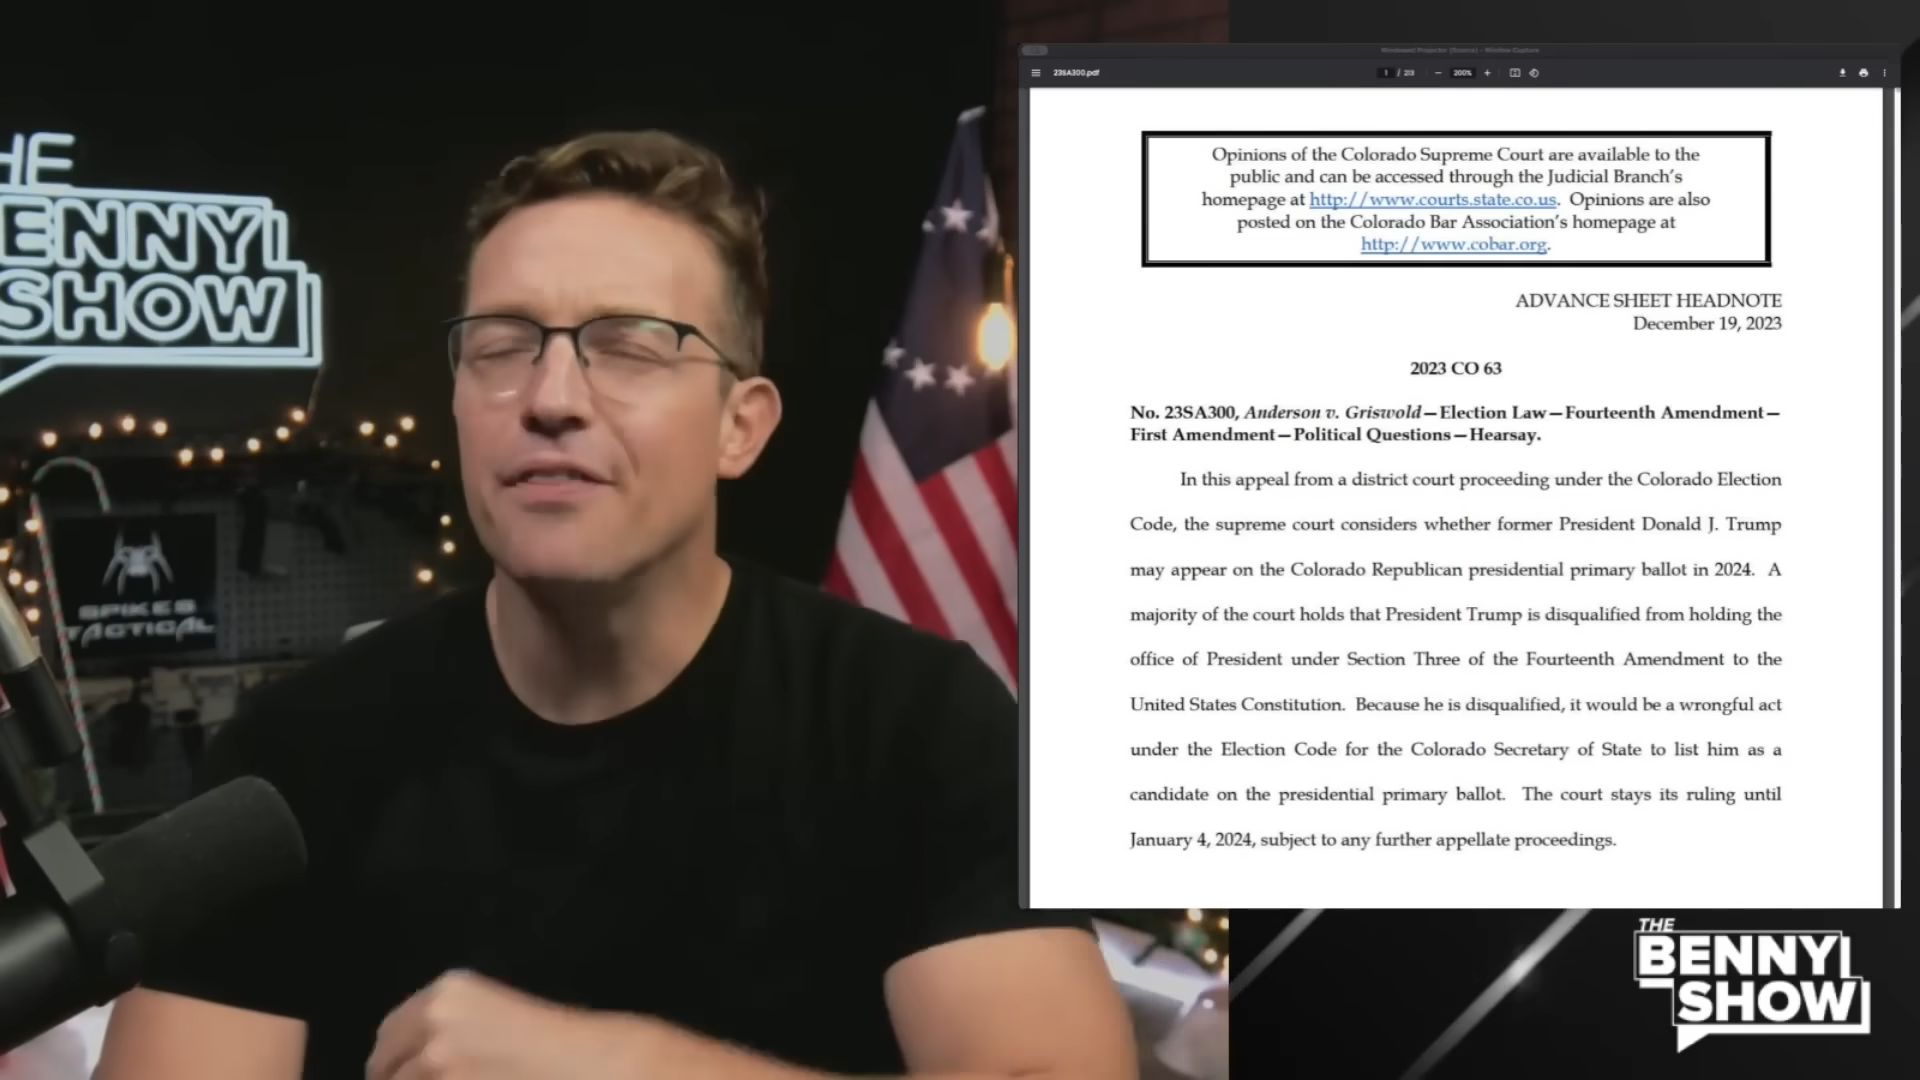 HE
ENNY
SHOW
SPIKES
TACTICAL
Windowed Projector (Source) - Window Capture
23SA300.pdf
1 / 213
200%
Opinions of the Colorado Supreme Court are available to the
public and can be accessed through the Judicial Branch's
homepage at http://www.courts.state.co.us. Opinions are also
posted on the Colorado Bar Association's homepage at
http://www.cobar.org.
ADVANCE SHEET HEADNOTE
December 19, 2023
2023 CO 63
No. 23SA300, Anderson v. Griswold—Election Law—Fourteenth Amendment—
First Amendment—Political Questions—Hearsay.
In this appeal from a district court proceeding under the Colorado Election
Code, the supreme court considers whether former President Donald J. Trump
may appear on the Colorado Republican presidential primary ballot in 2024. A
majority of the court holds that President Trump is disqualified from holding the
office of President under Section Three of the Fourteenth Amendment to the
United States Constitution. Because he is disqualified, it would be a wrongful act
under the Election Code for the Colorado Secretary of State to list him as a
candidate on the presidential primary ballot. The court stays its ruling until
January 4, 2024, subject to any further appellate proceedings.
THE
BENNY
SHOW